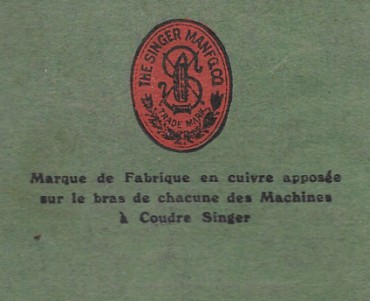 THE SINGER MANFG. CO
TRADE MARK
Marque de Fabrique en cuivre apposée
sur le bras de chacune des Machines
à Coudre Singer